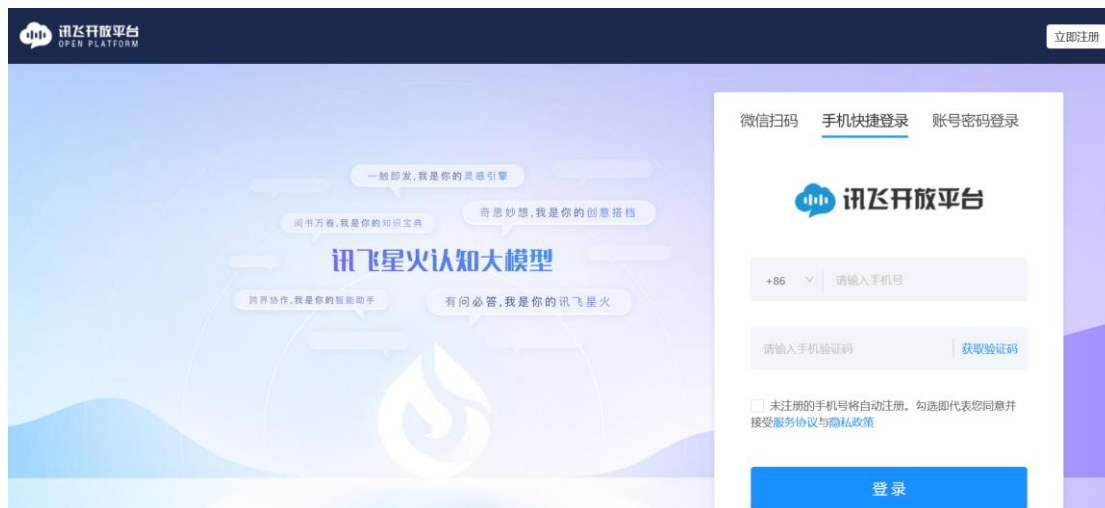 讯飞开放平台
OPEN PLATFORM
立即注册
一触即发,我是你的灵感引擎
奇思妙想,我是你的创意搭档
阅书万卷,我是你的知识宝典
讯飞星火认知大模型
跨界协作,我是你的智能助手
有问必答,我是你的讯飞星火
微信扫码 手机快捷登录 账号密码登录
讯飞开放平台
+86 请输入手机号
请输入手机验证码 获取验证码
未注册的手机号将自动注册。勾选即代表您同意并
接受服务协议与隐私政策
登录